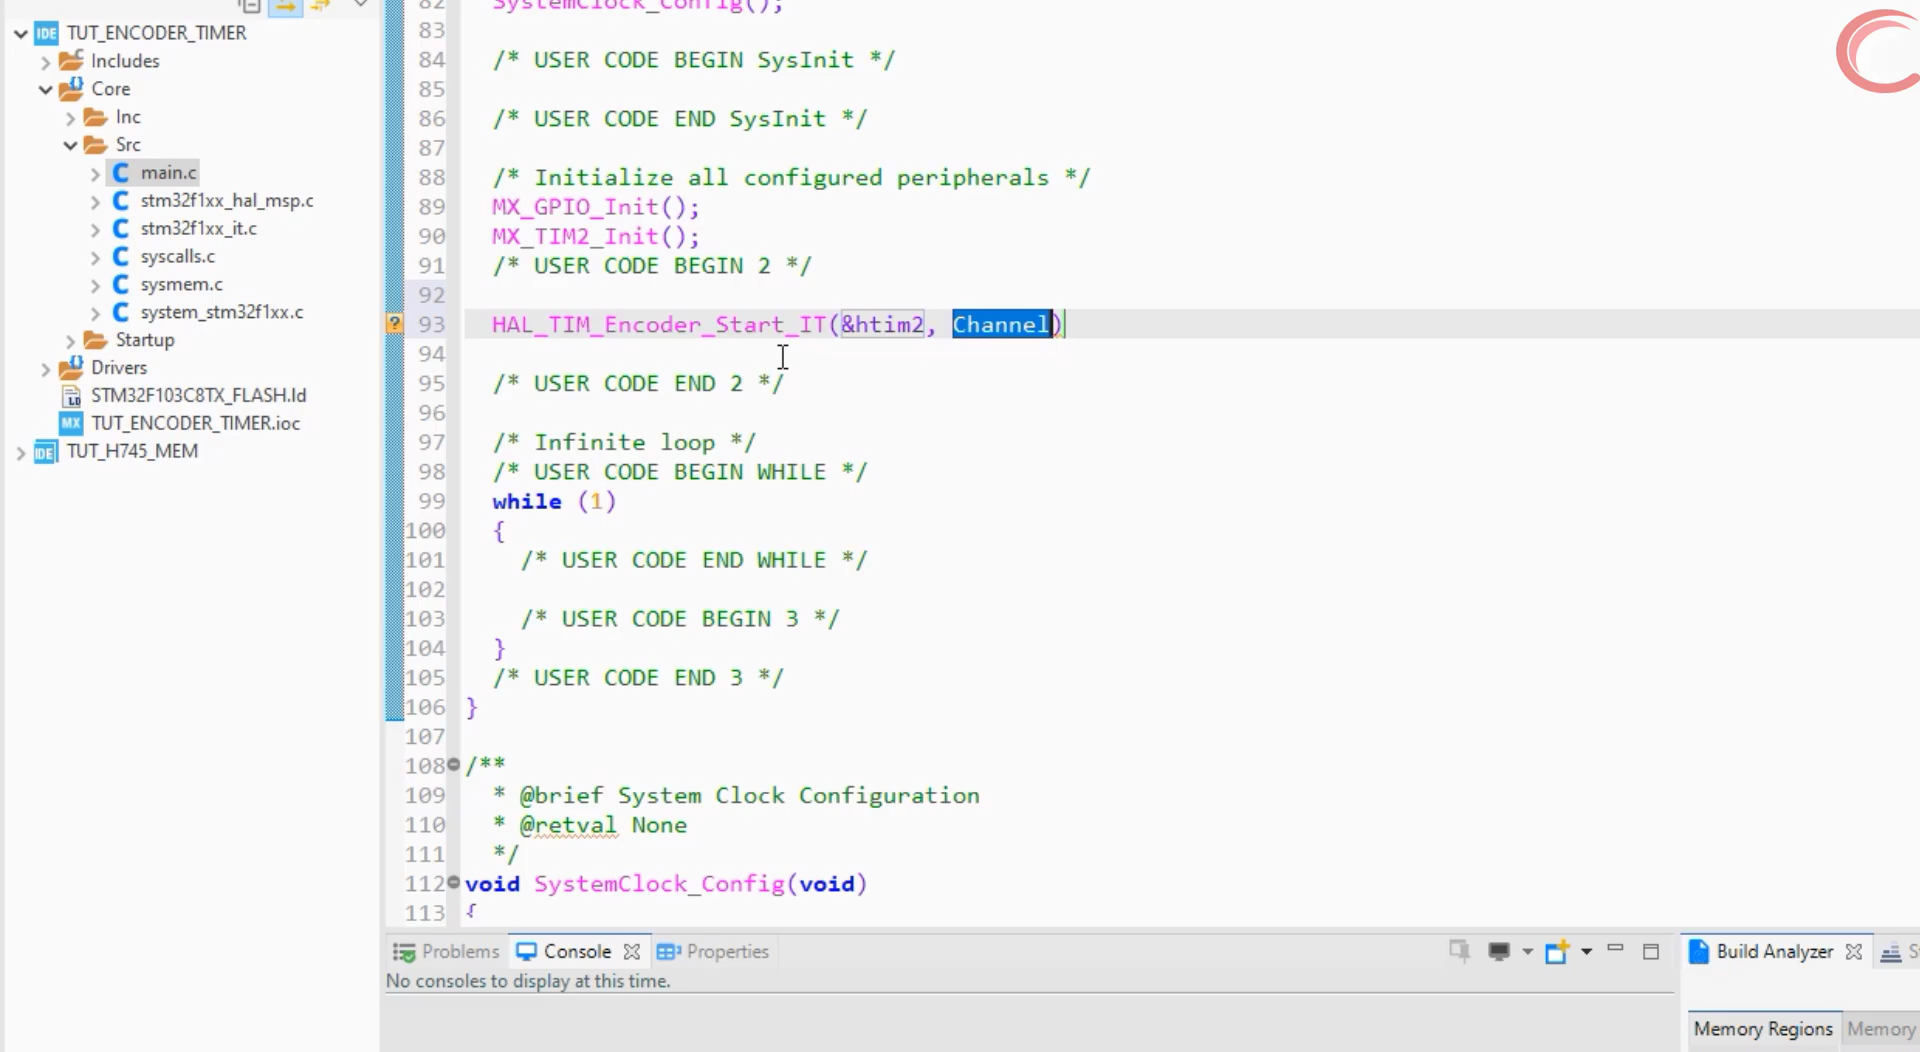 IDE TUT_ENCODER_TIMER
Includes
Core
Inc
Src
main.c
stm32f1xx_hal_msp.c
stm32f1xx_it.c
syscalls.c
sysmem.c
system_stm32f1xx.c
Startup
Drivers
STM32F103C8TX_FLASH.ld
MX TUT_ENCODER_TIMER.ioc
IDE TUT_H745_MEM
82 SystemClock_Config();
83
84 /* USER CODE BEGIN SysInit */
85
86 /* USER CODE END SysInit */
87
88 /* Initialize all configured peripherals */
89 MX_GPIO_Init();
90 MX_TIM2_Init();
91 /* USER CODE BEGIN 2 */
92
93 HAL_TIM_Encoder_Start_IT(&htim2, Channel)
94
95 /* USER CODE END 2 */
96
97 /* Infinite loop */
98 /* USER CODE BEGIN WHILE */
99 while (1)
100 {
101 /* USER CODE END WHILE */
102
103 /* USER CODE BEGIN 3 */
104 }
105 /* USER CODE END 3 */
106 }
107
108 /**
109 * @brief System Clock Configuration
110 * @retval None
111 */
112 void SystemClock_Config(void)
113 {
Problems Console Properties
No consoles to display at this time.
Build Analyzer
Memory Regions Memory